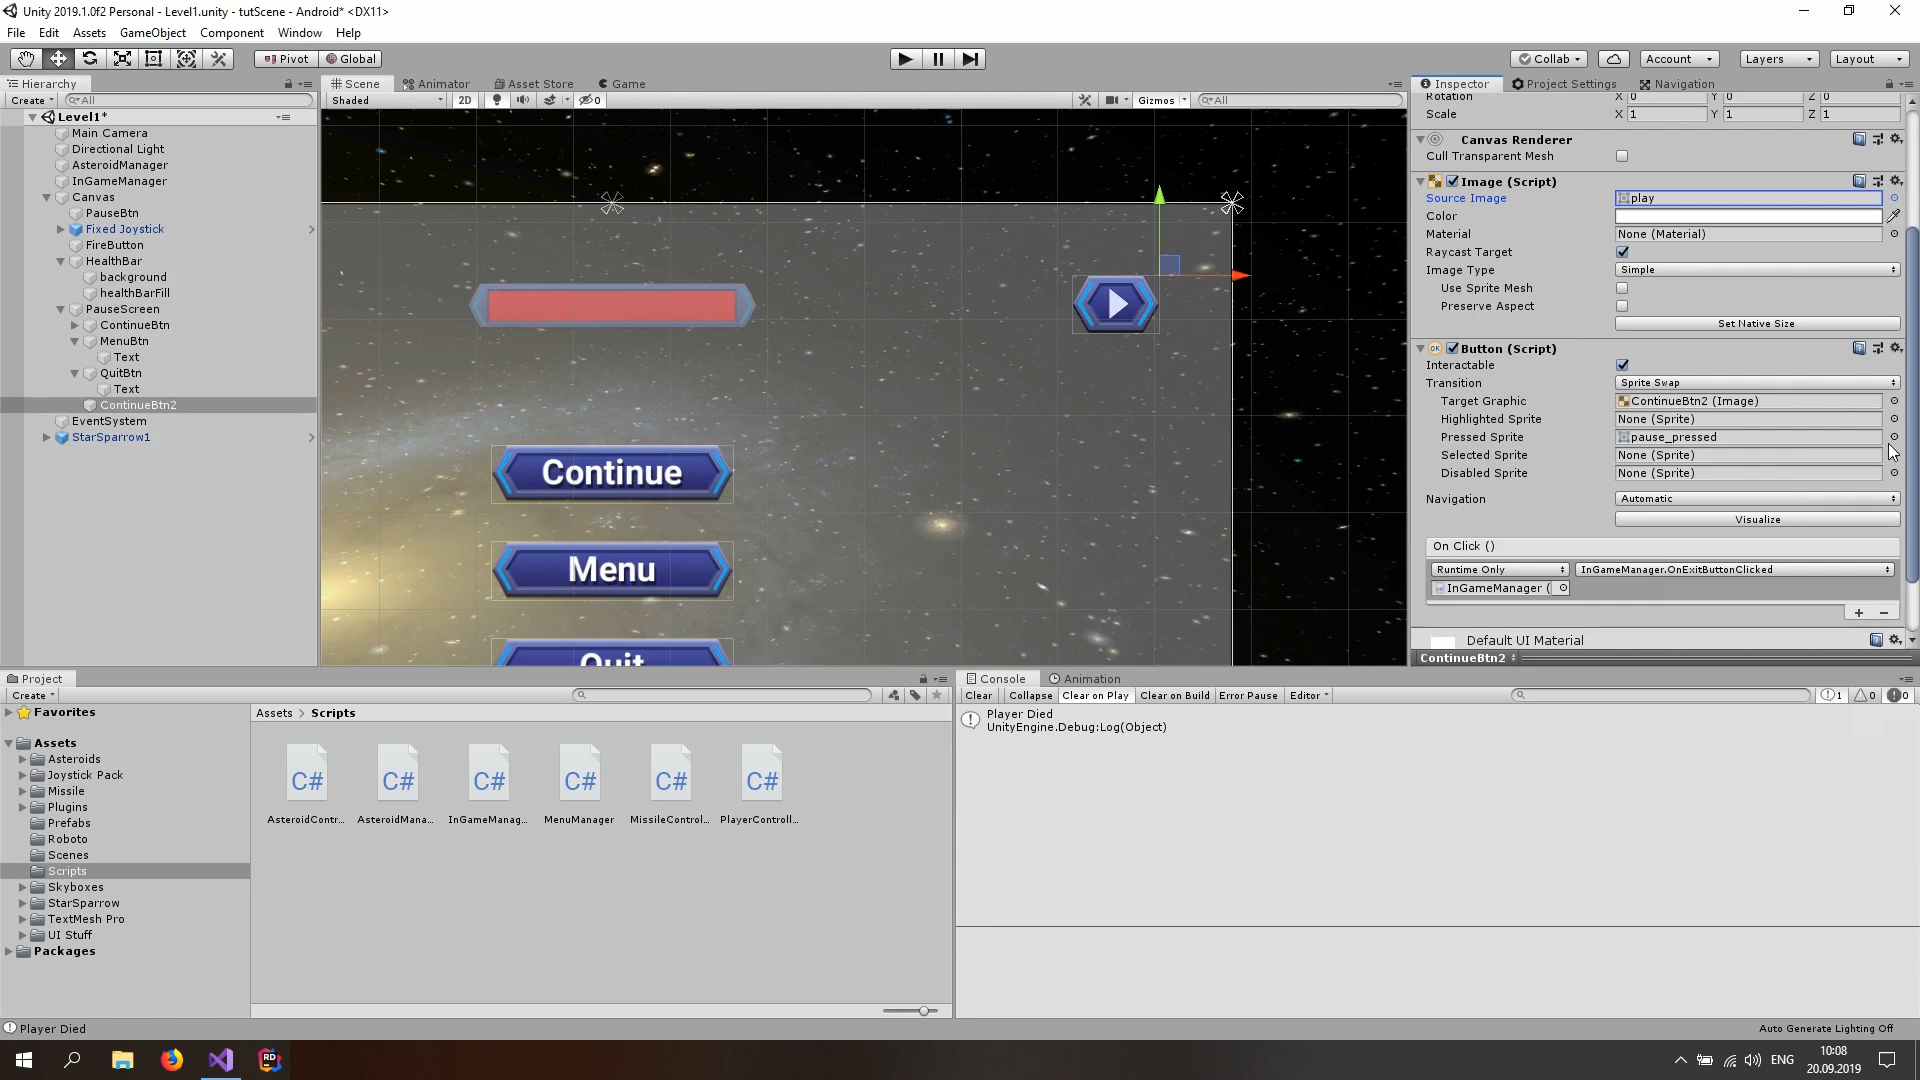 Unity 2019.1.0f2 Personal - Level1.unity - tutScene - Android* <DX11>
File Edit Assets GameObject Component Window Help
Pivot Global Collab Account Layers Layout
Hierarchy
Create All
Level1*
Main Camera
Directional Light
AsteroidManager
InGameManager
Canvas
PauseBtn
Fixed Joystick
FireButton
HealthBar
background
healthBarFill
PauseScreen
ContinueBtn
MenuBtn
Text
QuitBtn
Text
ContinueBtn2
EventSystem
StarSparrow1
Scene Animator Asset Store Game
Shaded 2D 0 Gizmos All
Continue
Menu
Quit
Inspector Project Settings Navigation
Rotation X 0 Y 0 Z 0
Scale X 1 Y 1 Z 1
Canvas Renderer
Cull Transparent Mesh
Image (Script)
Source Image play
Color
Material None (Material)
Raycast Target
Image Type Simple
Use Sprite Mesh
Preserve Aspect
Set Native Size
OK Button (Script)
Interactable
Transition Sprite Swap
Target Graphic ContinueBtn2 (Image)
Highlighted Sprite None (Sprite)
Pressed Sprite pause_pressed
Selected Sprite None (Sprite)
Disabled Sprite None (Sprite)
Navigation Automatic
Visualize
On Click ()
Runtime Only InGameManager.OnExitButtonClicked
InGameManager (
+ −
Default UI Material
ContinueBtn2
Project
Create
Favorites
Assets
Asteroids
Joystick Pack
Missile
Plugins
Prefabs
Roboto
Scenes
Scripts
Skyboxes
StarSparrow
TextMesh Pro
UI Stuff
Packages
Assets > Scripts
C# C# C# C# C# C#
AsteroidContr... AsteroidMana... InGameManag... MenuManager MissileControl... PlayerControll...
Console Animation
Clear Collapse Clear on Play Clear on Build Error Pause Editor 1 0 0
Player Died
UnityEngine.Debug:Log(Object)
Player Died
Auto Generate Lighting Off
RD
ENG
10:08
20.09.2019